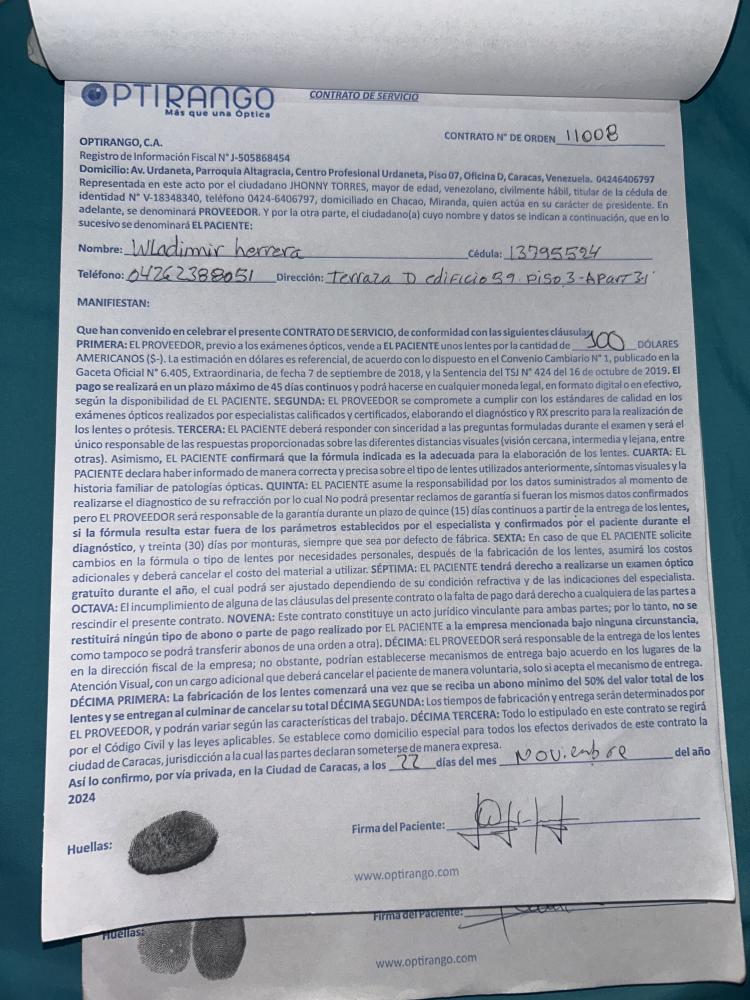 OPTIRANGO
Más que una Óptica
CONTRATO DE SERVICIO
CONTRATO N° DE ORDEN 11008
OPTIRANGO, C.A.
Registro de Información Fiscal N° J-505868454
Domicilio: Av. Urdaneta, Parroquia Altagracia, Centro Profesional Urdaneta, Piso 07, Oficina D, Caracas, Venezuela. 04246406797
Representada en este acto por el ciudadano JHONNY TORRES, mayor de edad, venezolano, civilmente hábil, titular de la cédula de
identidad N° V-18348340, teléfono 0424-6406797, domiciliado en Chacao, Miranda, quien actúa en su carácter de presidente. En
adelante, se denominará PROVEEDOR. Y por la otra parte, el ciudadano(a) cuyo nombre y datos se indican a continuación, que en lo
sucesivo se denominará EL PACIENTE:
Nombre: Wladimir herrera Cédula: 13795594
Teléfono: 04262388051 Dirección: Terraza D edificio 59 piso 3-Apart 31
MANIFIESTAN:
Que han convenido en celebrar el presente CONTRATO DE SERVICIO, de conformidad con las siguientes cláusulas
PRIMERA: EL PROVEEDOR, previo a los exámenes ópticos, vende a EL PACIENTE unos lentes por la cantidad de 100 DÓLARES
AMERICANOS ($-). La estimación en dólares es referencial, de acuerdo con lo dispuesto en el Convenio Cambiario N° 1, publicado en la
Gaceta Oficial N° 6.405, Extraordinaria, de fecha 7 de septiembre de 2018, y la Sentencia del TSJ N° 424 del 16 de octubre de 2019. El
pago se realizará en un plazo máximo de 45 días continuos y podrá hacerse en cualquier moneda legal, en formato digital o en efectivo,
según la disponibilidad de EL PACIENTE. SEGUNDA: EL PROVEEDOR se compromete a cumplir con los estándares de calidad en los
exámenes ópticos realizados por especialistas calificados y certificados, elaborando el diagnóstico y RX prescrito para la realización de
los lentes o prótesis. TERCERA: EL PACIENTE deberá responder con sinceridad a las preguntas formuladas durante el examen y será el
único responsable de las respuestas proporcionadas sobre las diferentes distancias visuales (visión cercana, intermedia y lejana, entre
otras). Asimismo, EL PACIENTE confirmará que la fórmula indicada es la adecuada para la elaboración de los lentes. CUARTA: EL
PACIENTE declara haber informado de manera correcta y precisa sobre el tipo de lentes utilizados anteriormente, síntomas visuales y la
historia familiar de patologías ópticas. QUINTA: EL PACIENTE asume la responsabilidad por los datos suministrados al momento de
realizarse el diagnostico de su refracción por lo cual No podrá presentar reclamos de garantía si fueran los mismos datos confirmados
pero EL PROVEEDOR será responsable de la garantía durante un plazo de quince (15) días continuos a partir de la entrega de los lentes,
si la fórmula resulta estar fuera de los parámetros establecidos por el especialista y confirmados por el paciente durante el
diagnóstico, y treinta (30) días por monturas, siempre que sea por defecto de fábrica. SEXTA: En caso de que EL PACIENTE solicite
cambios en la fórmula o tipo de lentes por necesidades personales, después de la fabricación de los lentes, asumirá los costos
adicionales y deberá cancelar el costo del material a utilizar. SÉPTIMA: EL PACIENTE tendrá derecho a realizarse un examen óptico
gratuito durante el año, el cual podrá ser ajustado dependiendo de su condición refractiva y de las indicaciones del especialista.
OCTAVA: El incumplimiento de alguna de las cláusulas del presente contrato o la falta de pago dará derecho a cualquiera de las partes a
rescindir el presente contrato. NOVENA: Este contrato constituye un acto jurídico vinculante para ambas partes; por lo tanto, no se
restituirá ningún tipo de abono o parte de pago realizado por EL PACIENTE a la empresa mencionada bajo ninguna circunstancia,
como tampoco se podrá transferir abonos de una orden a otra). DÉCIMA: EL PROVEEDOR será responsable de la entrega de los lentes
en la dirección fiscal de la empresa; no obstante, podrían establecerse mecanismos de entrega bajo acuerdo en los lugares de la
Atención Visual, con un cargo adicional que deberá cancelar el paciente de manera voluntaria, solo si acepta el mecanismo de entrega.
DÉCIMA PRIMERA: La fabricación de los lentes comenzará una vez que se reciba un abono mínimo del 50% del valor total de los
lentes y se entregan al culminar de cancelar su total DÉCIMA SEGUNDA: Los tiempos de fabricación y entrega serán determinados por
EL PROVEEDOR, y podrán variar según las características del trabajo. DÉCIMA TERCERA: Todo lo estipulado en este contrato se regirá
por el Código Civil y las leyes aplicables. Se establece como domicilio especial para todos los efectos derivados de este contrato la
ciudad de Caracas, jurisdicción a la cual las partes declaran someterse de manera expresa.
Así lo confirmo, por vía privada, en la Ciudad de Caracas, a los 22 días del mes Noviembre del año
2024
Huellas:
Firma del Paciente:
www.optirango.com
Huellas:
Firma del Paciente:
www.optirango.com